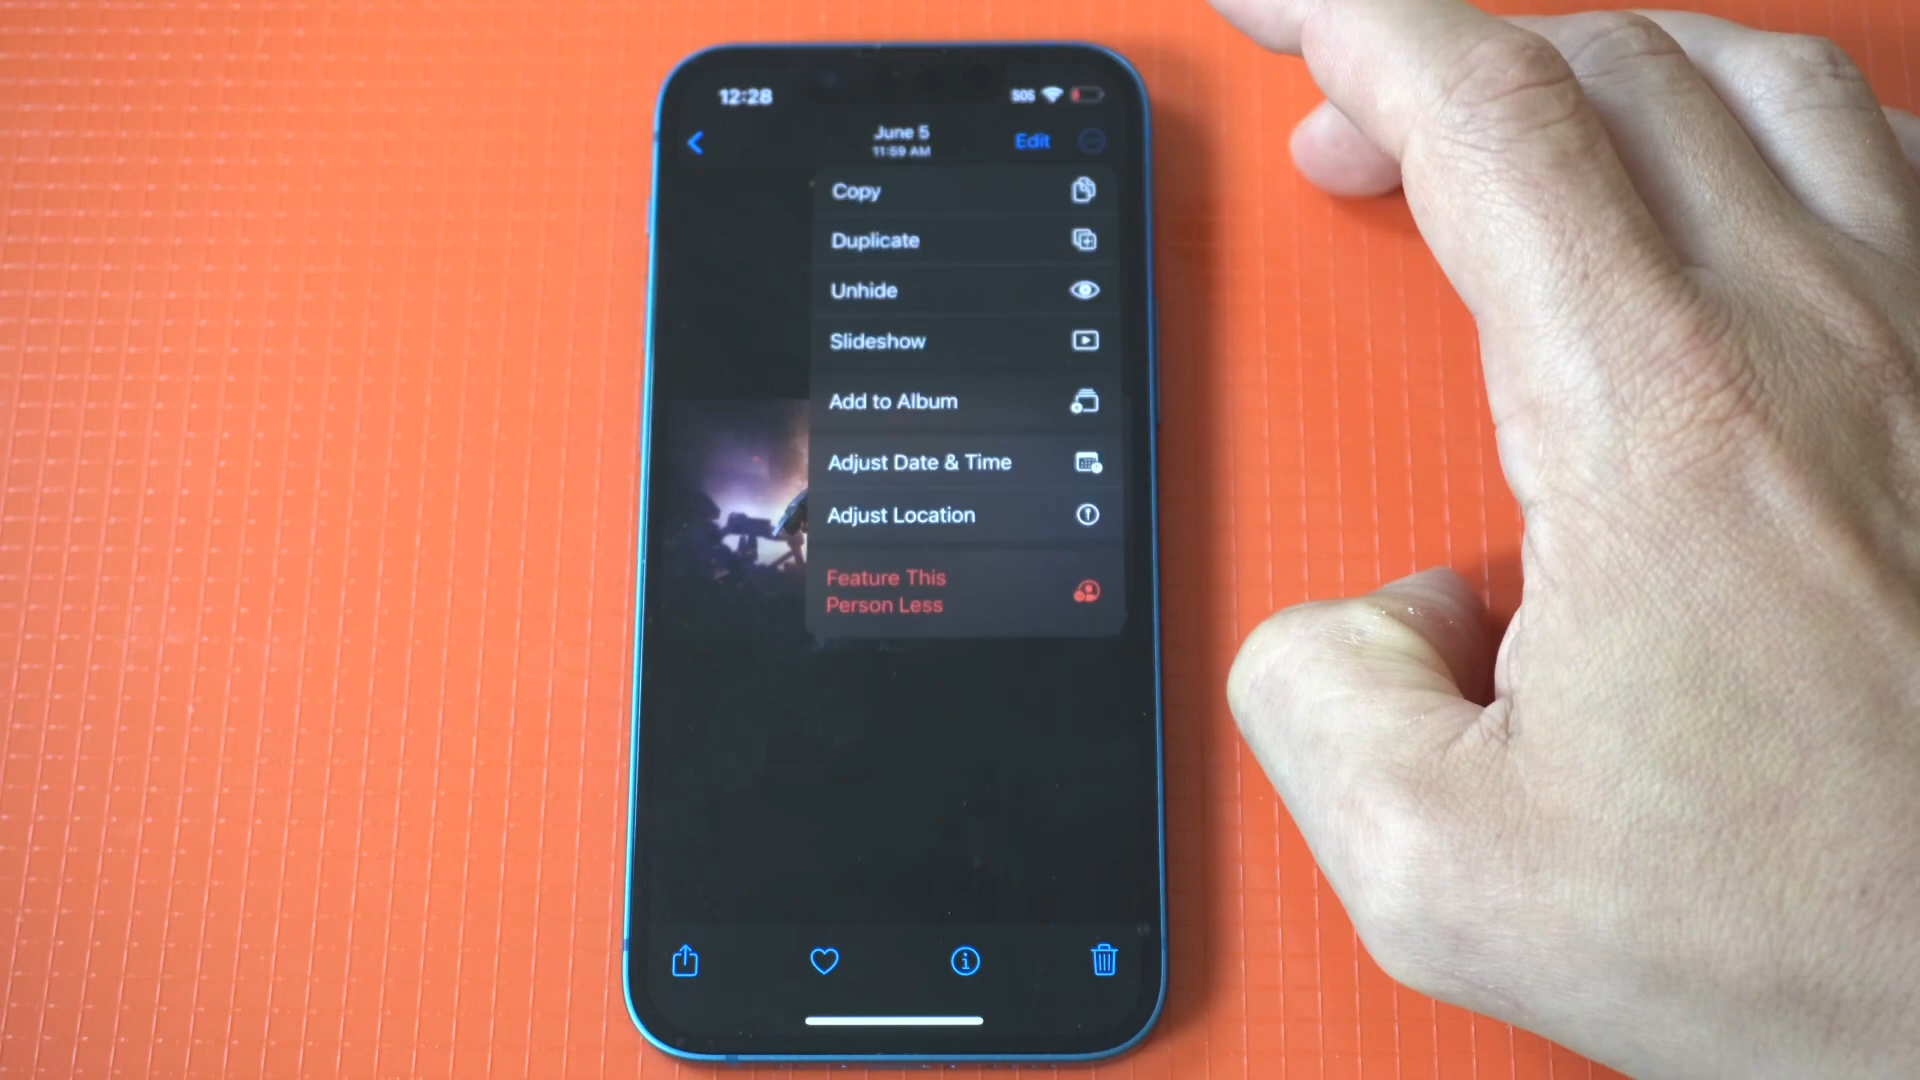 12:28
SOS
June 5
11:59 AM
Edit
Copy
Duplicate
Unhide
Slideshow
Add to Album
Adjust Date & Time
Adjust Location
Feature This
Person Less